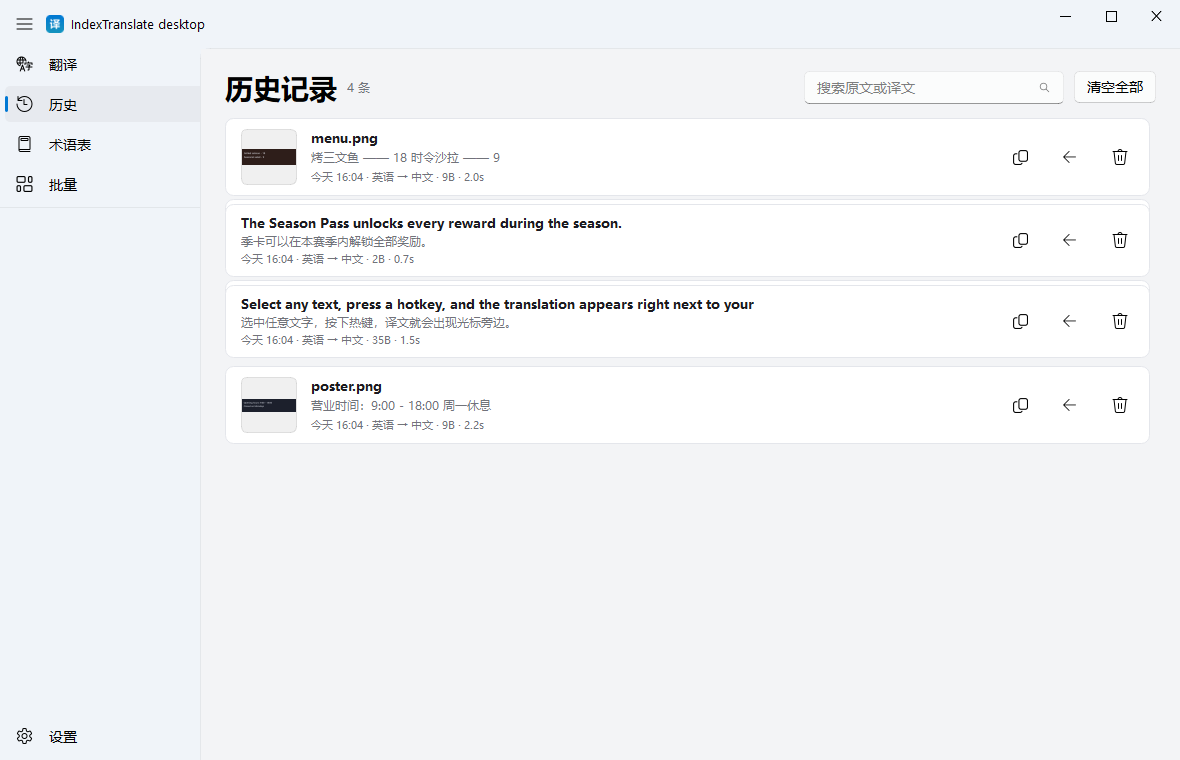 译 IndexTranslate desktop
翻译
历史
术语表
批量
设置
历史记录 4 条
搜索原文或译文
清空全部
menu.png
烤三文鱼 —— 18 时令沙拉 —— 9
今天 16:04 · 英语 → 中文 · 9B · 2.0s
The Season Pass unlocks every reward during the season.
季卡可以在本赛季内解锁全部奖励。
今天 16:04 · 英语 → 中文 · 2B · 0.7s
Select any text, press a hotkey, and the translation appears right next to your
选中任意文字，按下热键，译文就会出现光标旁边。
今天 16:04 · 英语 → 中文 · 35B · 1.5s
poster.png
营业时间：9:00 - 18:00 周一休息
今天 16:04 · 英语 → 中文 · 9B · 2.2s